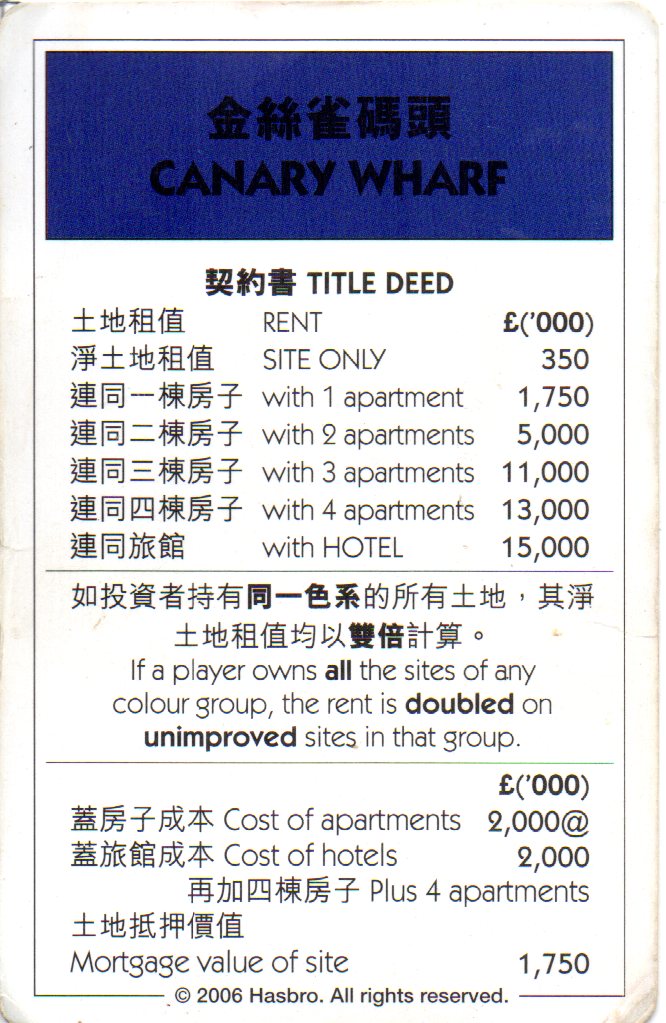 金絲雀碼頭
CANARY WHARF
契約書 TITLE DEED
土地租值 RENT £('000)
淨土地租值 SITE ONLY 350
連同一棟房子 with 1 apartment 1,750
連同二棟房子 with 2 apartments 5,000
連同三棟房子 with 3 apartments 11,000
連同四棟房子 with 4 apartments 13,000
連同旅館 with HOTEL 15,000
如投資者持有同一色系的所有土地，其淨
土地租值均以雙倍計算。
If a player owns all the sites of any
colour group, the rent is doubled on
unimproved sites in that group.
£('000)
蓋房子成本 Cost of apartments 2,000@
蓋旅館成本 Cost of hotels 2,000
再加四棟房子 Plus 4 apartments
土地抵押價值
Mortgage value of site 1,750
© 2006 Hasbro. All rights reserved.